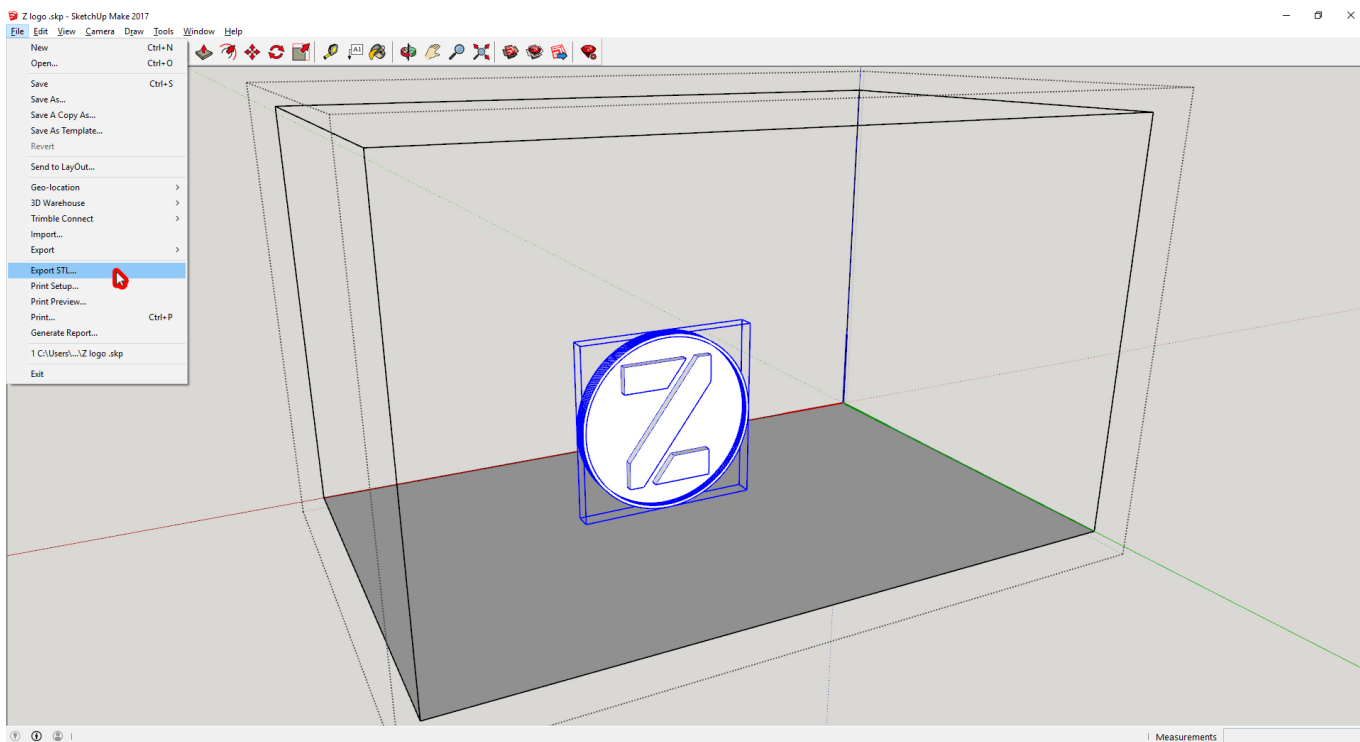 Z logo .skp - SketchUp Make 2017
File Edit View Camera Draw Tools Window Help
New Ctrl+N
Open... Ctrl+O
Save Ctrl+S
Save As...
Save A Copy As...
Save As Template...
Revert
Send to LayOut...
Geo-location
3D Warehouse
Trimble Connect
Import...
Export
Export STL...
Print Setup...
Print Preview...
Print... Ctrl+P
Generate Report...
1 C:\Users\...\Z logo .skp
Exit
A1
Z
Measurements